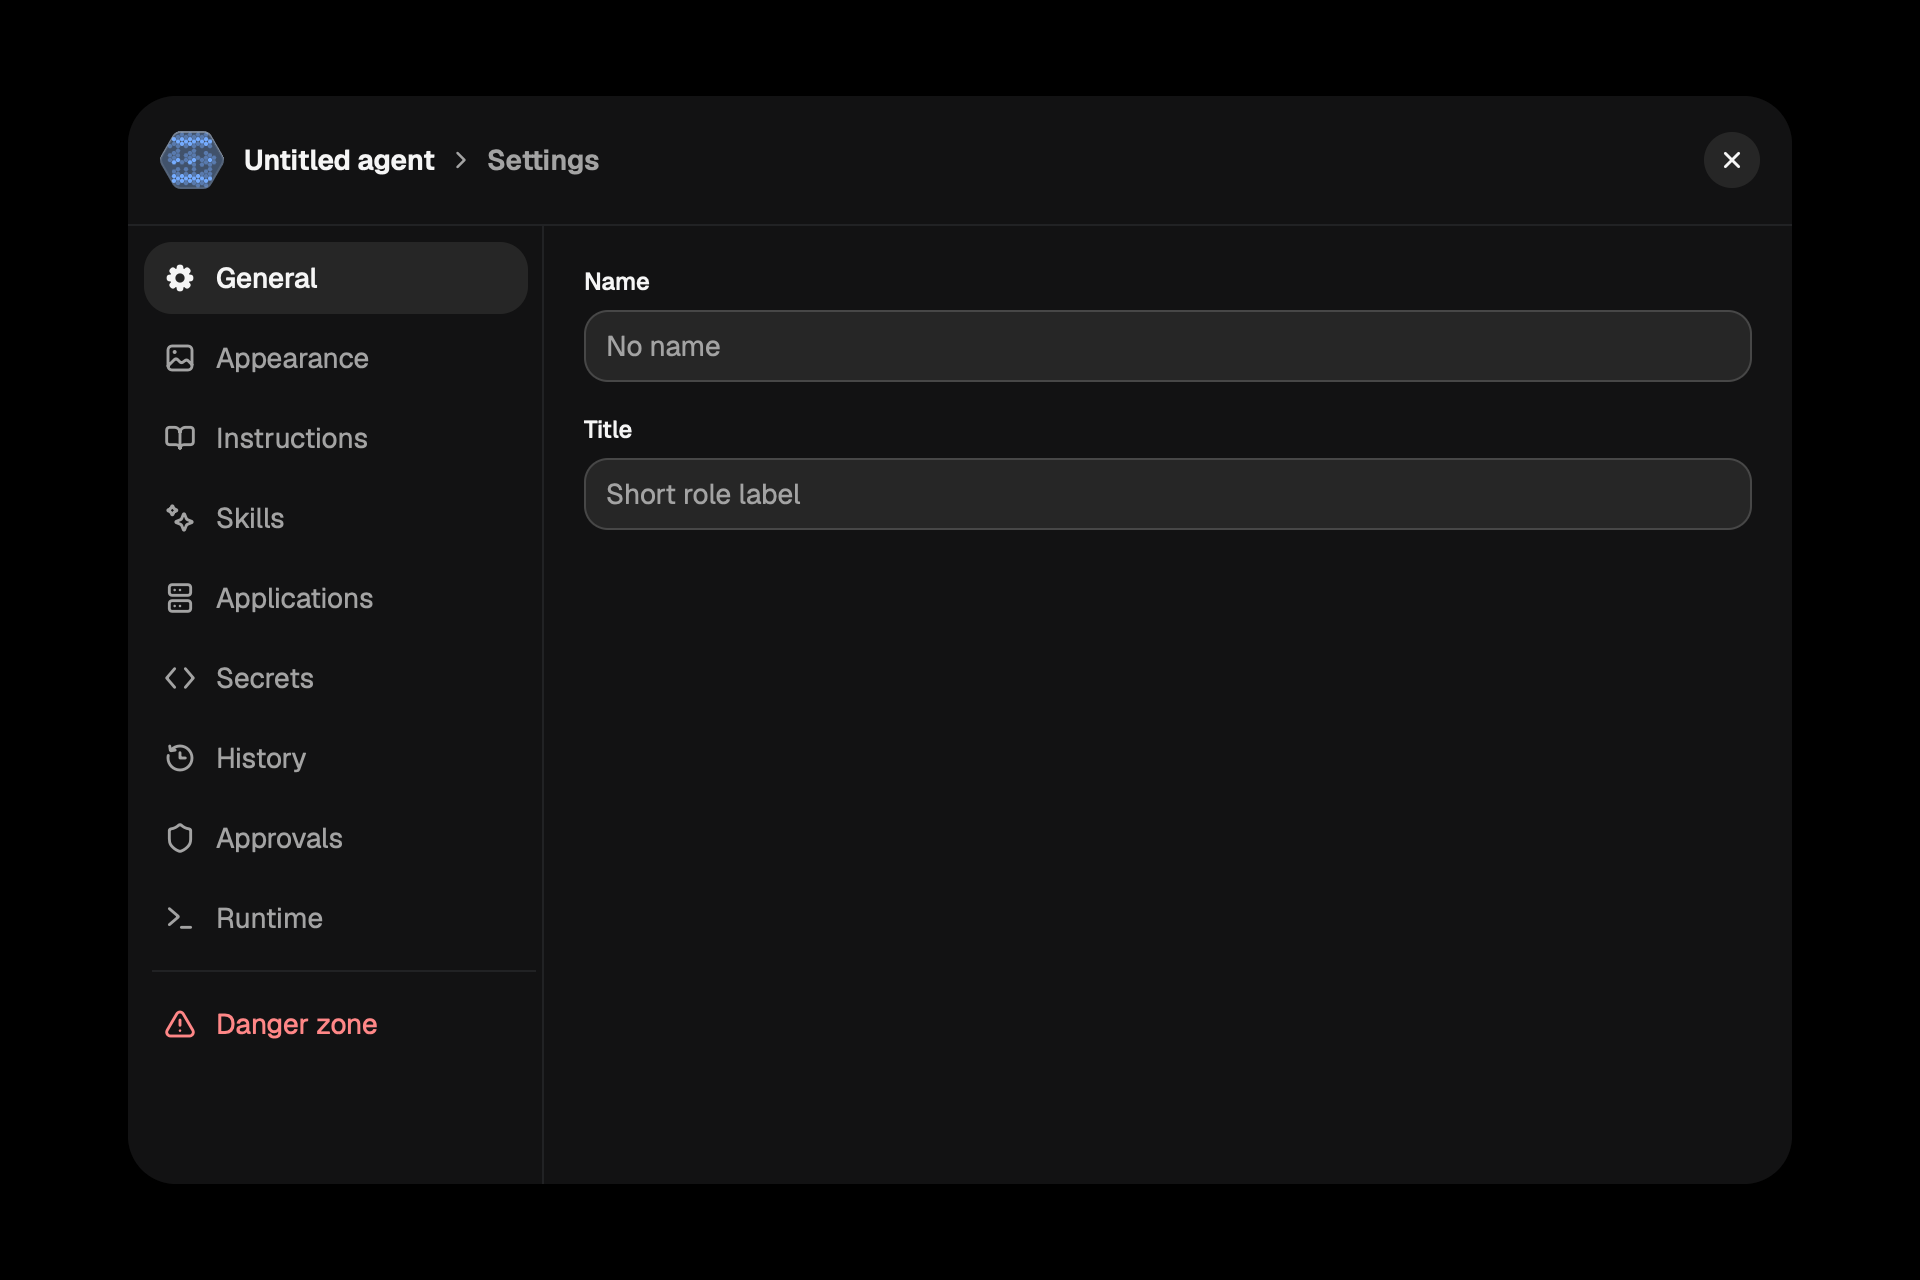 Untitled agent > Settings
General
Appearance
Instructions
Skills
Applications
Secrets
History
Approvals
Runtime
Danger zone
Name
No name
Title
Short role label